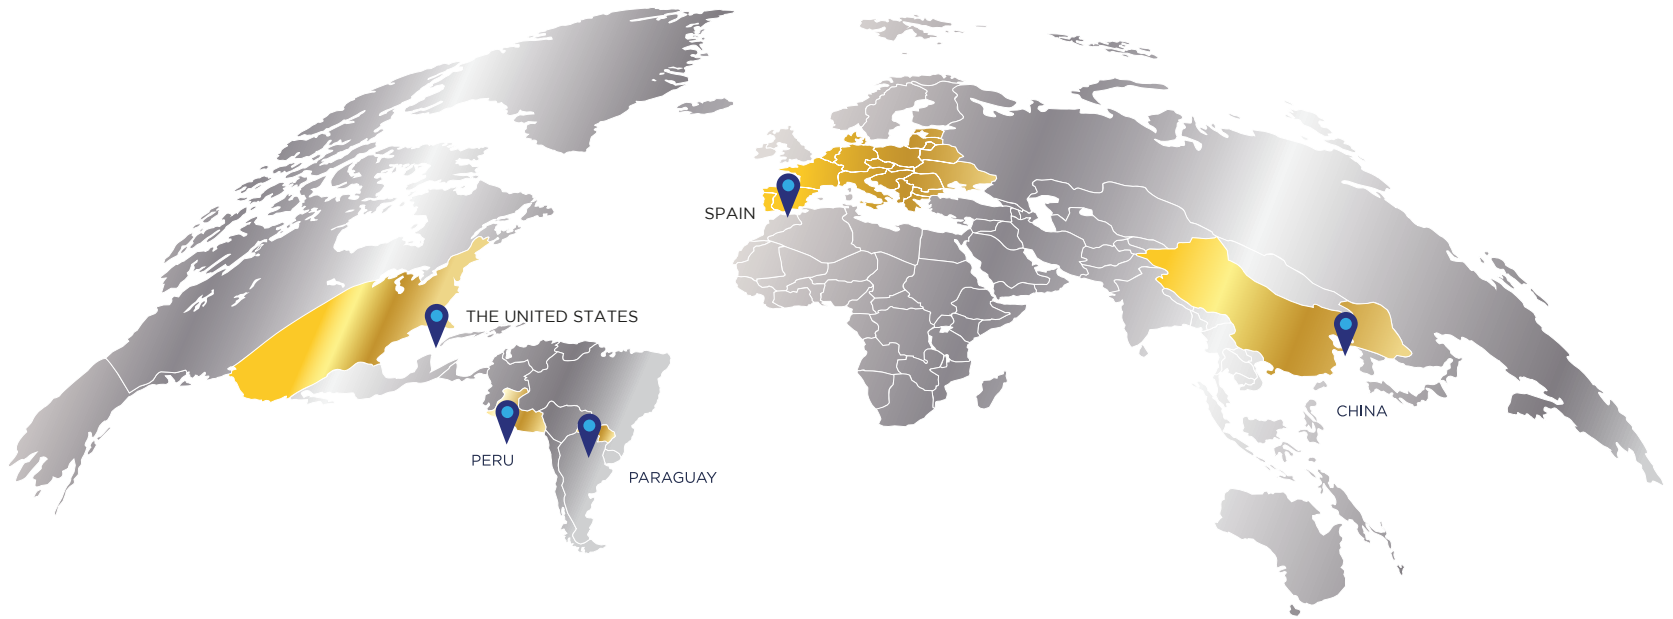 SPAIN
THE UNITED STATES
CHINA
PERU
PARAGUAY